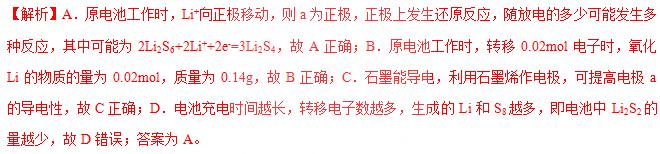 【解析】A．原电池工作时，Li⁺向正极移动，则 a 为正极，正极上发生还原反应，随放电的多少可能发生多
种反应，其中可能为 2Li₂S₆+2Li⁺+2e⁻=3Li₂S₄，故 A 正确；B．原电池工作时，转移 0.02mol 电子时，氧化
Li 的物质的量为 0.02mol，质量为 0.14g，故 B 正确；C．石墨能导电，利用石墨烯作电极，可提高电极 a
的导电性，故 C 正确；D．电池充电时间越长，转移电子数越多，生成的 Li 和 S₈越多，即电池中 Li₂S₂ 的
量越少，故 D 错误；答案为 A。